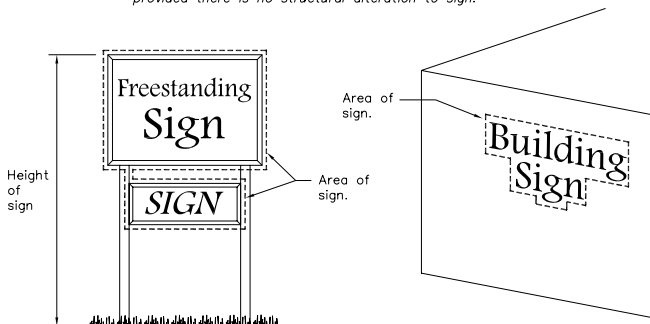 provided there is no structural alteration to sign.
Freestanding
Sign
SIGN
Height
of
sign
Area of
sign.
Area of
sign.
Building
Sign